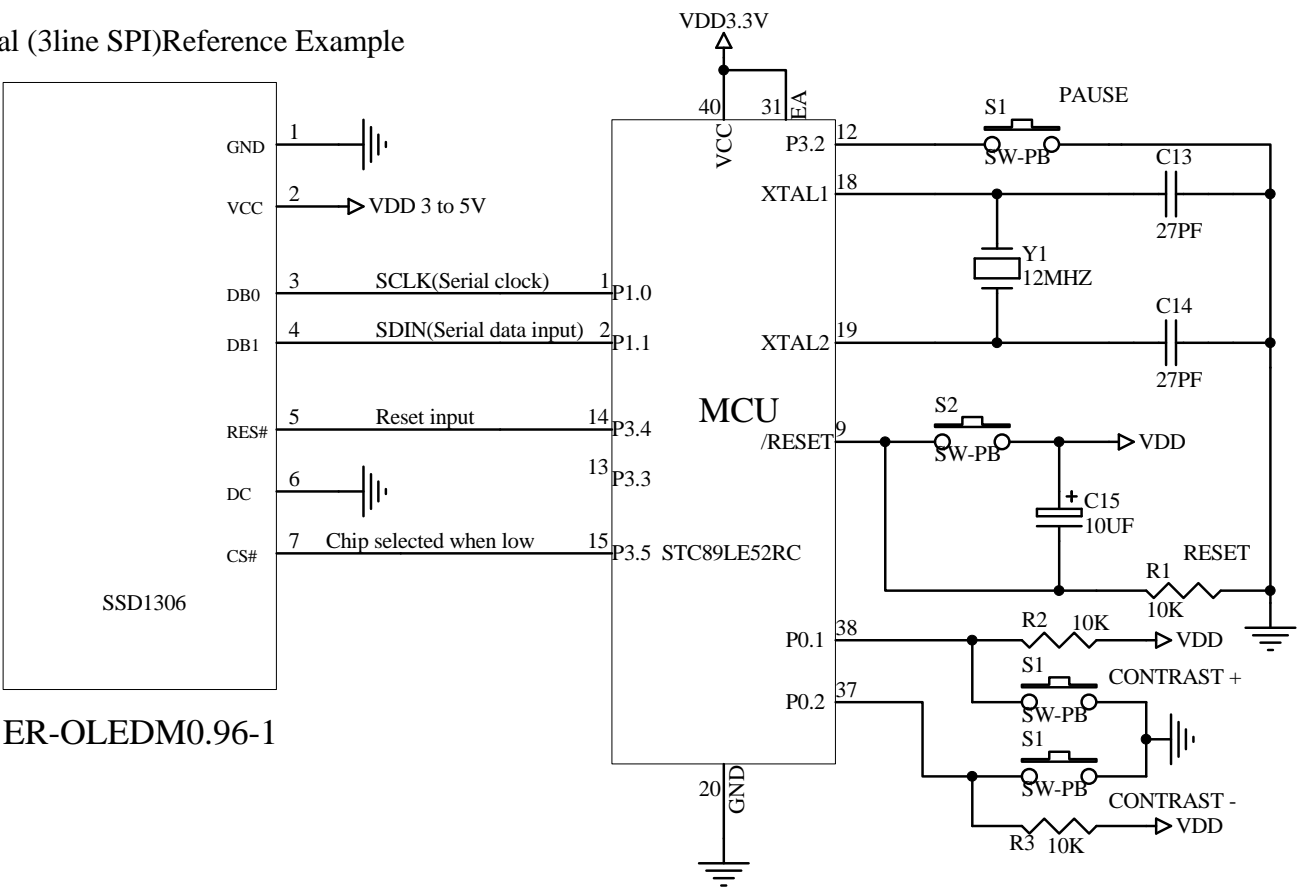 al (3line SPI)Reference Example
VDD3.3V
40
31
EA
VCC
GND
1
VCC
2
VDD 3 to 5V
DB0
3
SCLK(Serial clock)
1
P1.0
DB1
4
SDIN(Serial data input)
2
P1.1
RES#
5
Reset input
14
P3.4
13
P3.3
DC
6
CS#
7
Chip selected when low
15
P3.5
STC89LE52RC
SSD1306
ER-OLEDM0.96-1
MCU
P3.2
12
S1
PAUSE
SW-PB
XTAL1
18
C13
27PF
Y1
12MHZ
XTAL2
19
C14
27PF
/RESET
9
S2
SW-PB
VDD
+
C15
10UF
RESET
R1
10K
P0.1
38
R2
10K
VDD
S1
CONTRAST +
SW-PB
P0.2
37
S1
SW-PB
CONTRAST -
R3
10K
VDD
20
GND